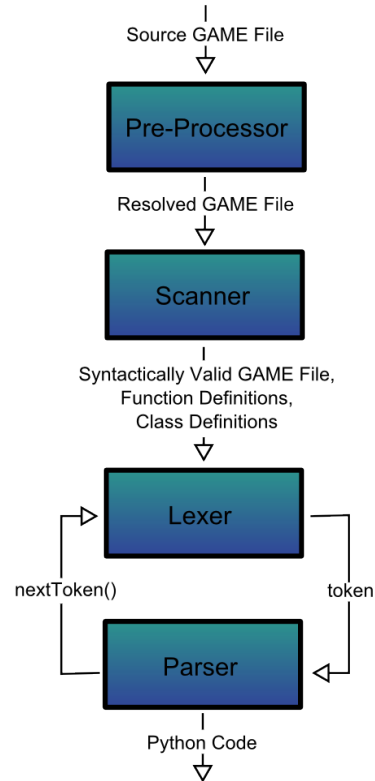 Source GAME File
Pre-Processor
Resolved GAME File
Scanner
Syntactically Valid GAME File,
Function Definitions,
Class Definitions
Lexer
nextToken()
token
Parser
Python Code